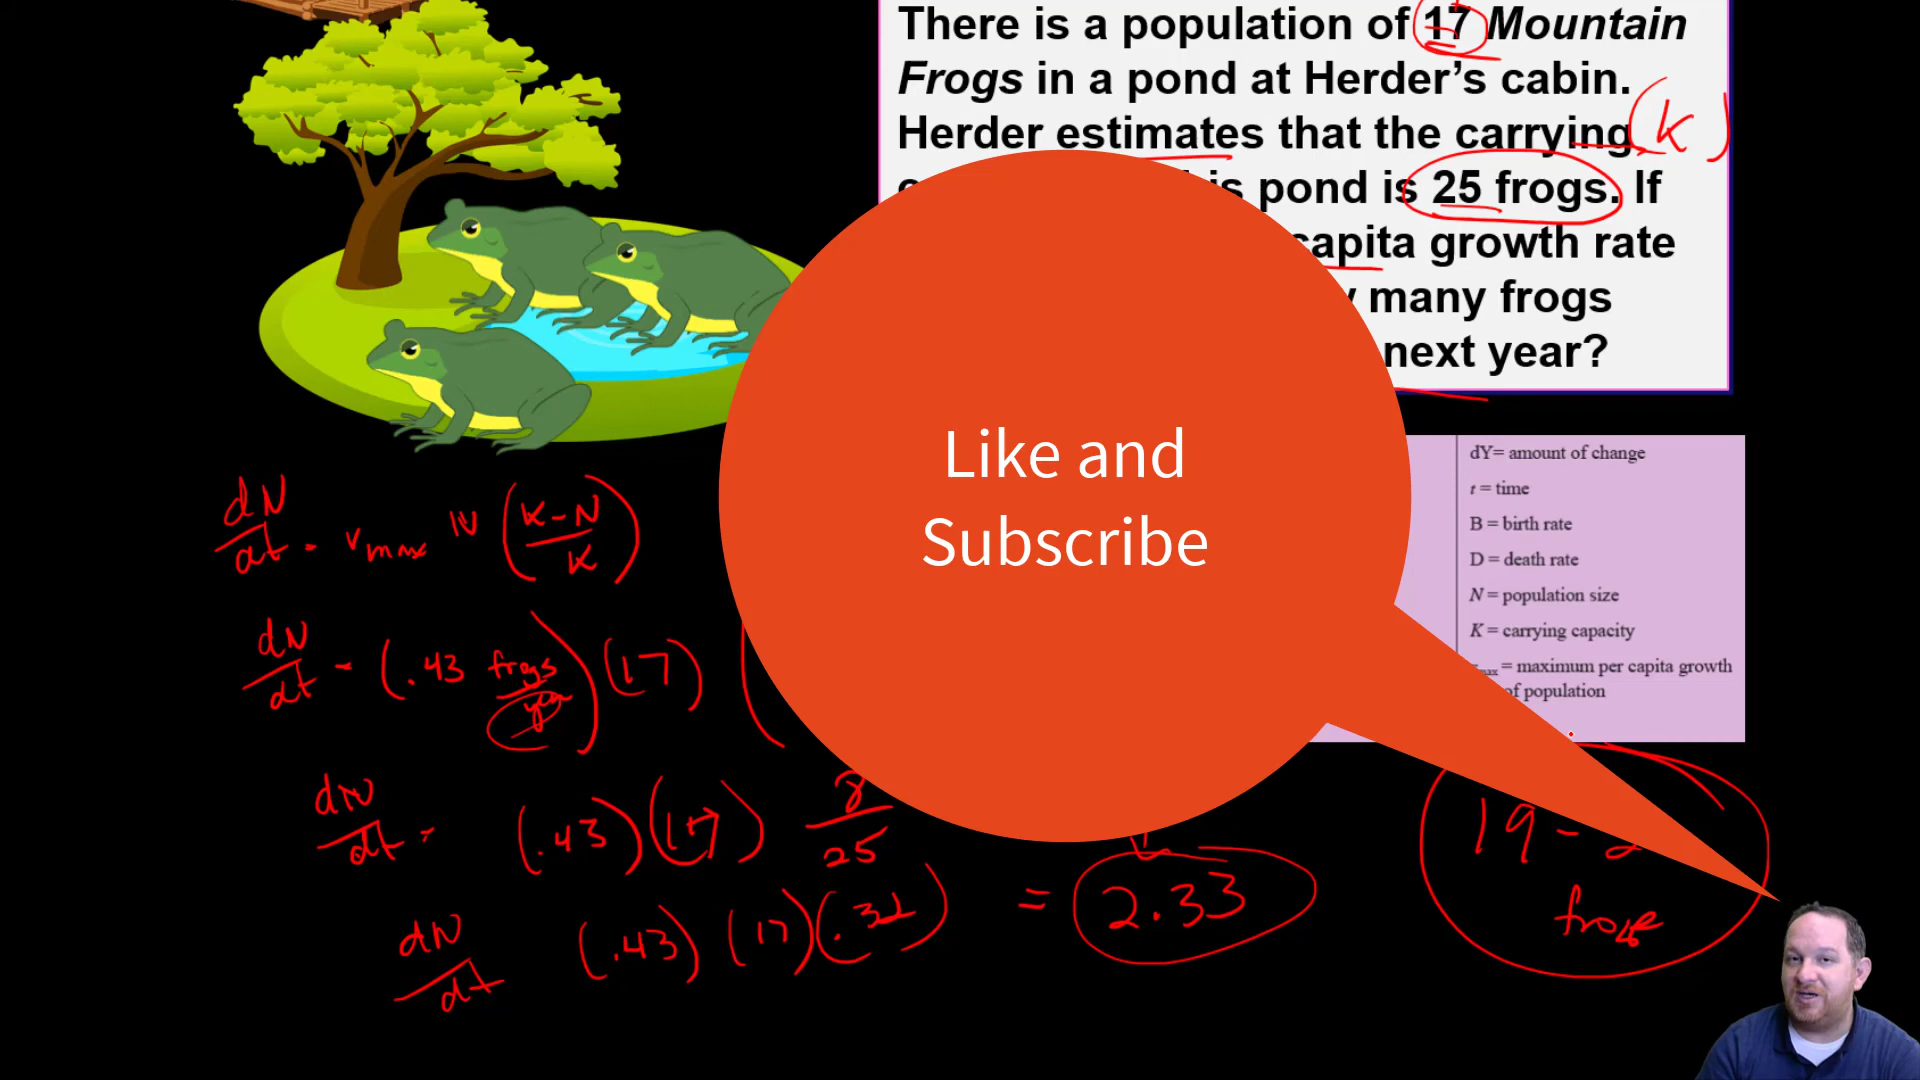 There is a population of 17 Mountain
Frogs in a pond at Herder's cabin.
Herder estimates that the carrying (K)
is pond is 25 frogs. If
capita growth rate
many frogs
next year?
Like and
Subscribe
dY= amount of change
t = time
B = birth rate
D = death rate
N = population size
K = carrying capacity
max = maximum per capita growth
of population
dN/dt = rmax N (K-N/K)
dN/dt = (.43 frogs/year) (17) (
dN/dt = (.43) (17) 8/25
dN/dt (.43) (17) (.32) = 2.33
19-
frogs